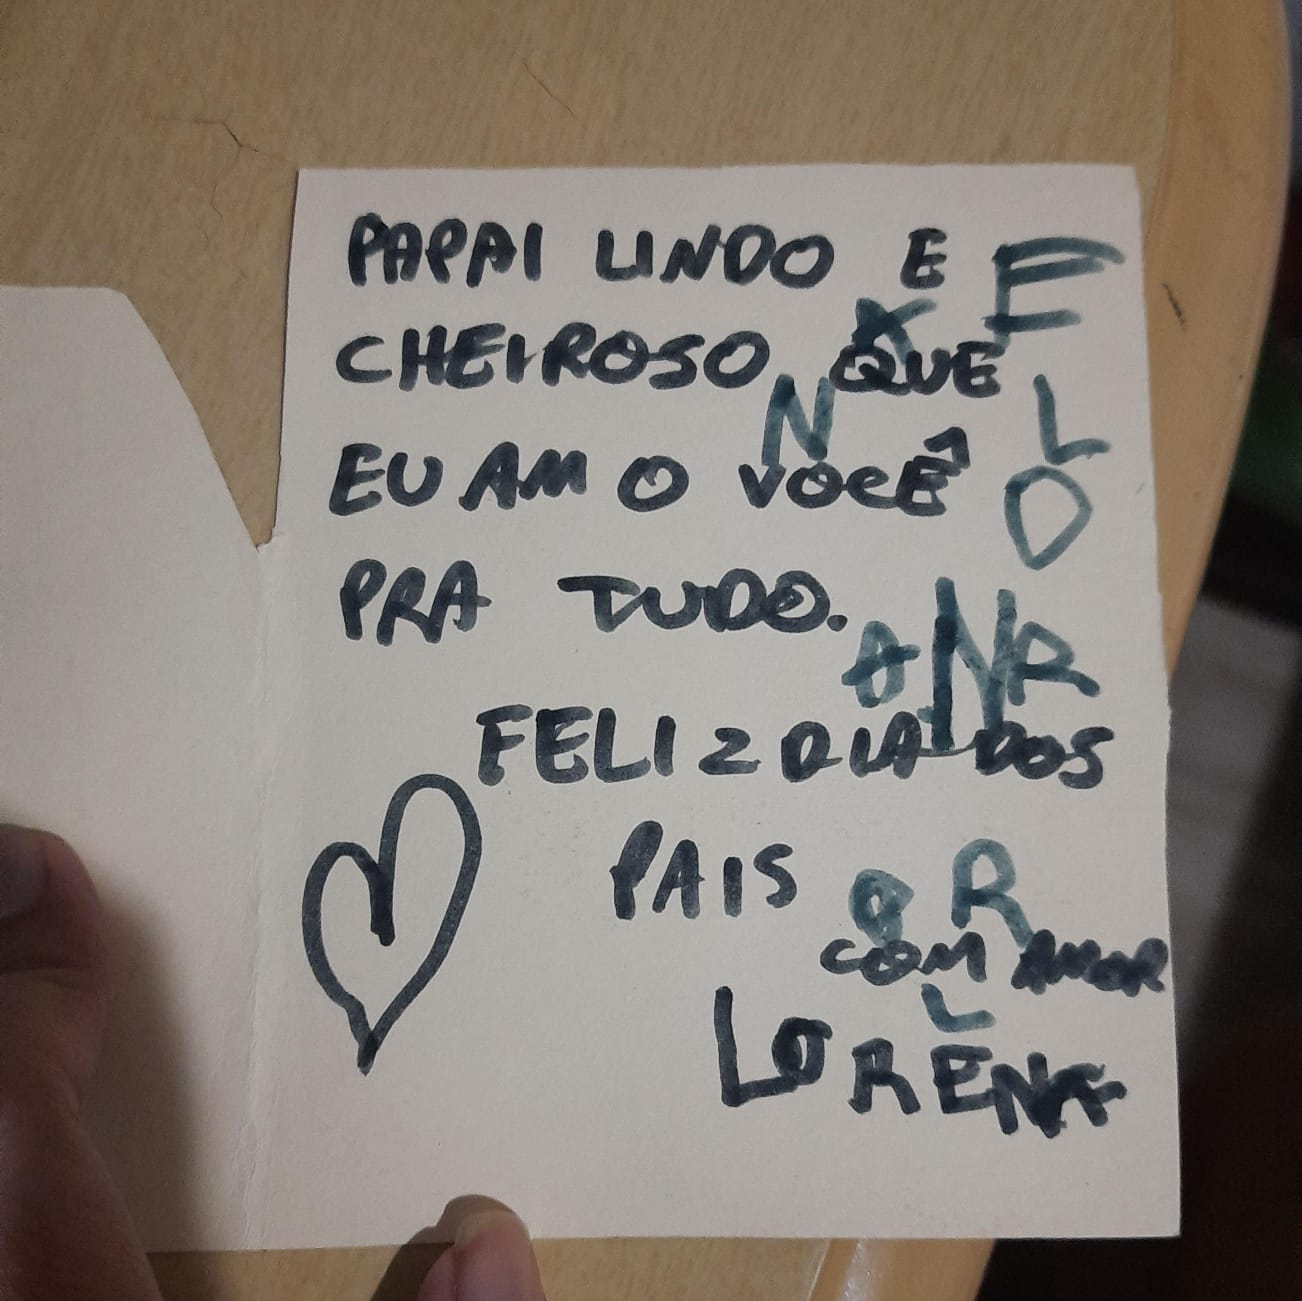 PAPAI LINDO E
CHEIROSO QUE
EU AMO VOCÊ
PRA TUDO.
FELIZ DIA DOS
PAIS
COM AMOR
LORENA
E
A
N
L
O
A N R
O R
L